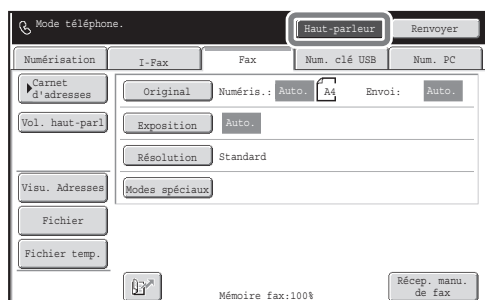 Mode téléphone.
Haut-parleur
Renvoyer
Numérisation
I-Fax
Fax
Num. clé USB
Num. PC
Carnet
d'adresses
Original
Numéris.: Auto. A4 Envoi: Auto.
Vol. haut-parl
Exposition
Auto.
Résolution
Standard
Visu. Adresses
Modes spéciaux
Fichier
Fichier temp.
Mémoire fax:100%
Récep. manu.
de fax